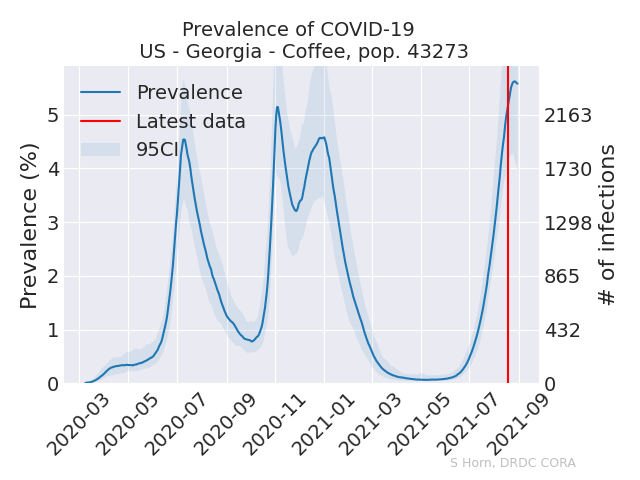 Prevalence of COVID-19
US - Georgia - Coffee, pop. 43273
Prevalence
Latest data
95CI
Prevalence (%)
5
4
3
2
1
0
2163
1730
1298
865
432
0
# of infections
2020-03
2020-05
2020-07
2020-09
2020-11
2021-01
2021-03
2021-05
2021-07
2021-09
S Horn, DRDC CORA